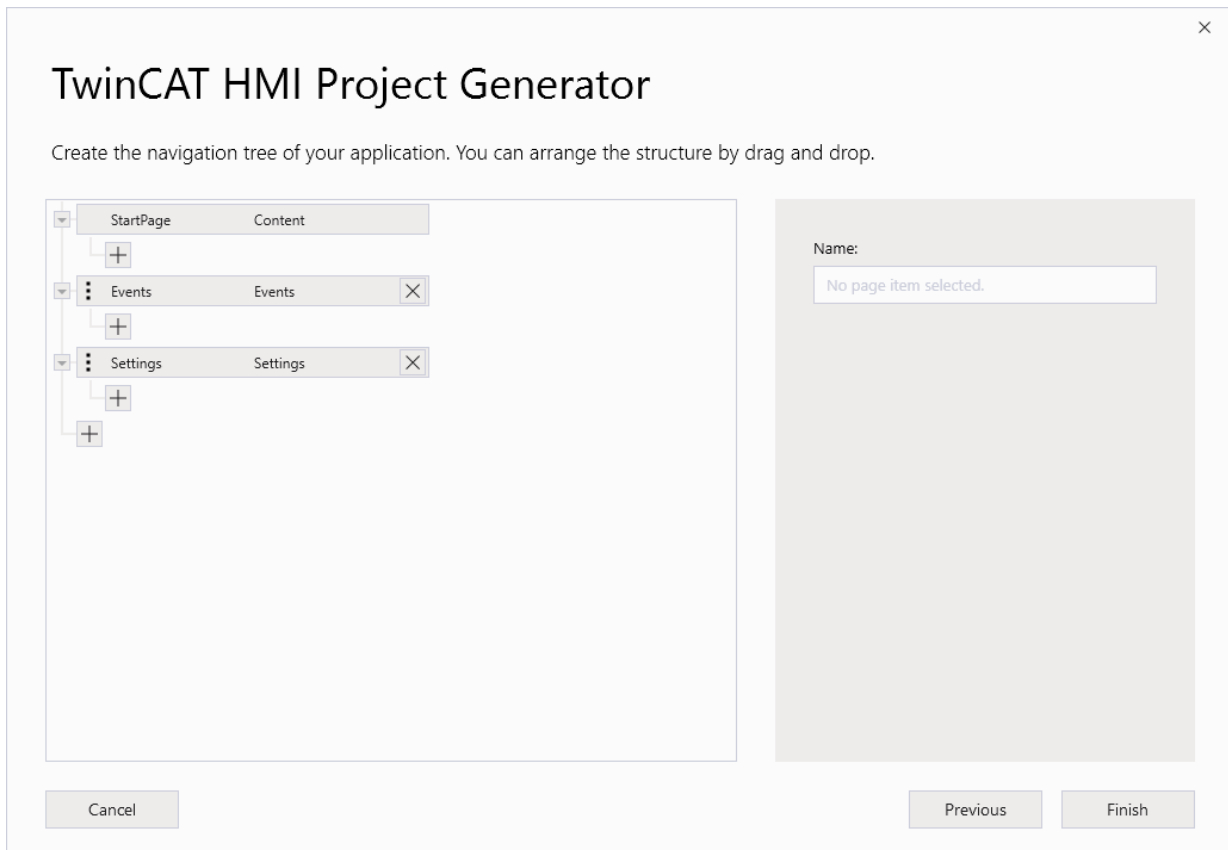 TwinCAT HMI Project Generator
Create the navigation tree of your application. You can arrange the structure by drag and drop.
StartPage Content
Events Events
Settings Settings
Name:
No page item selected.
Cancel
Previous
Finish